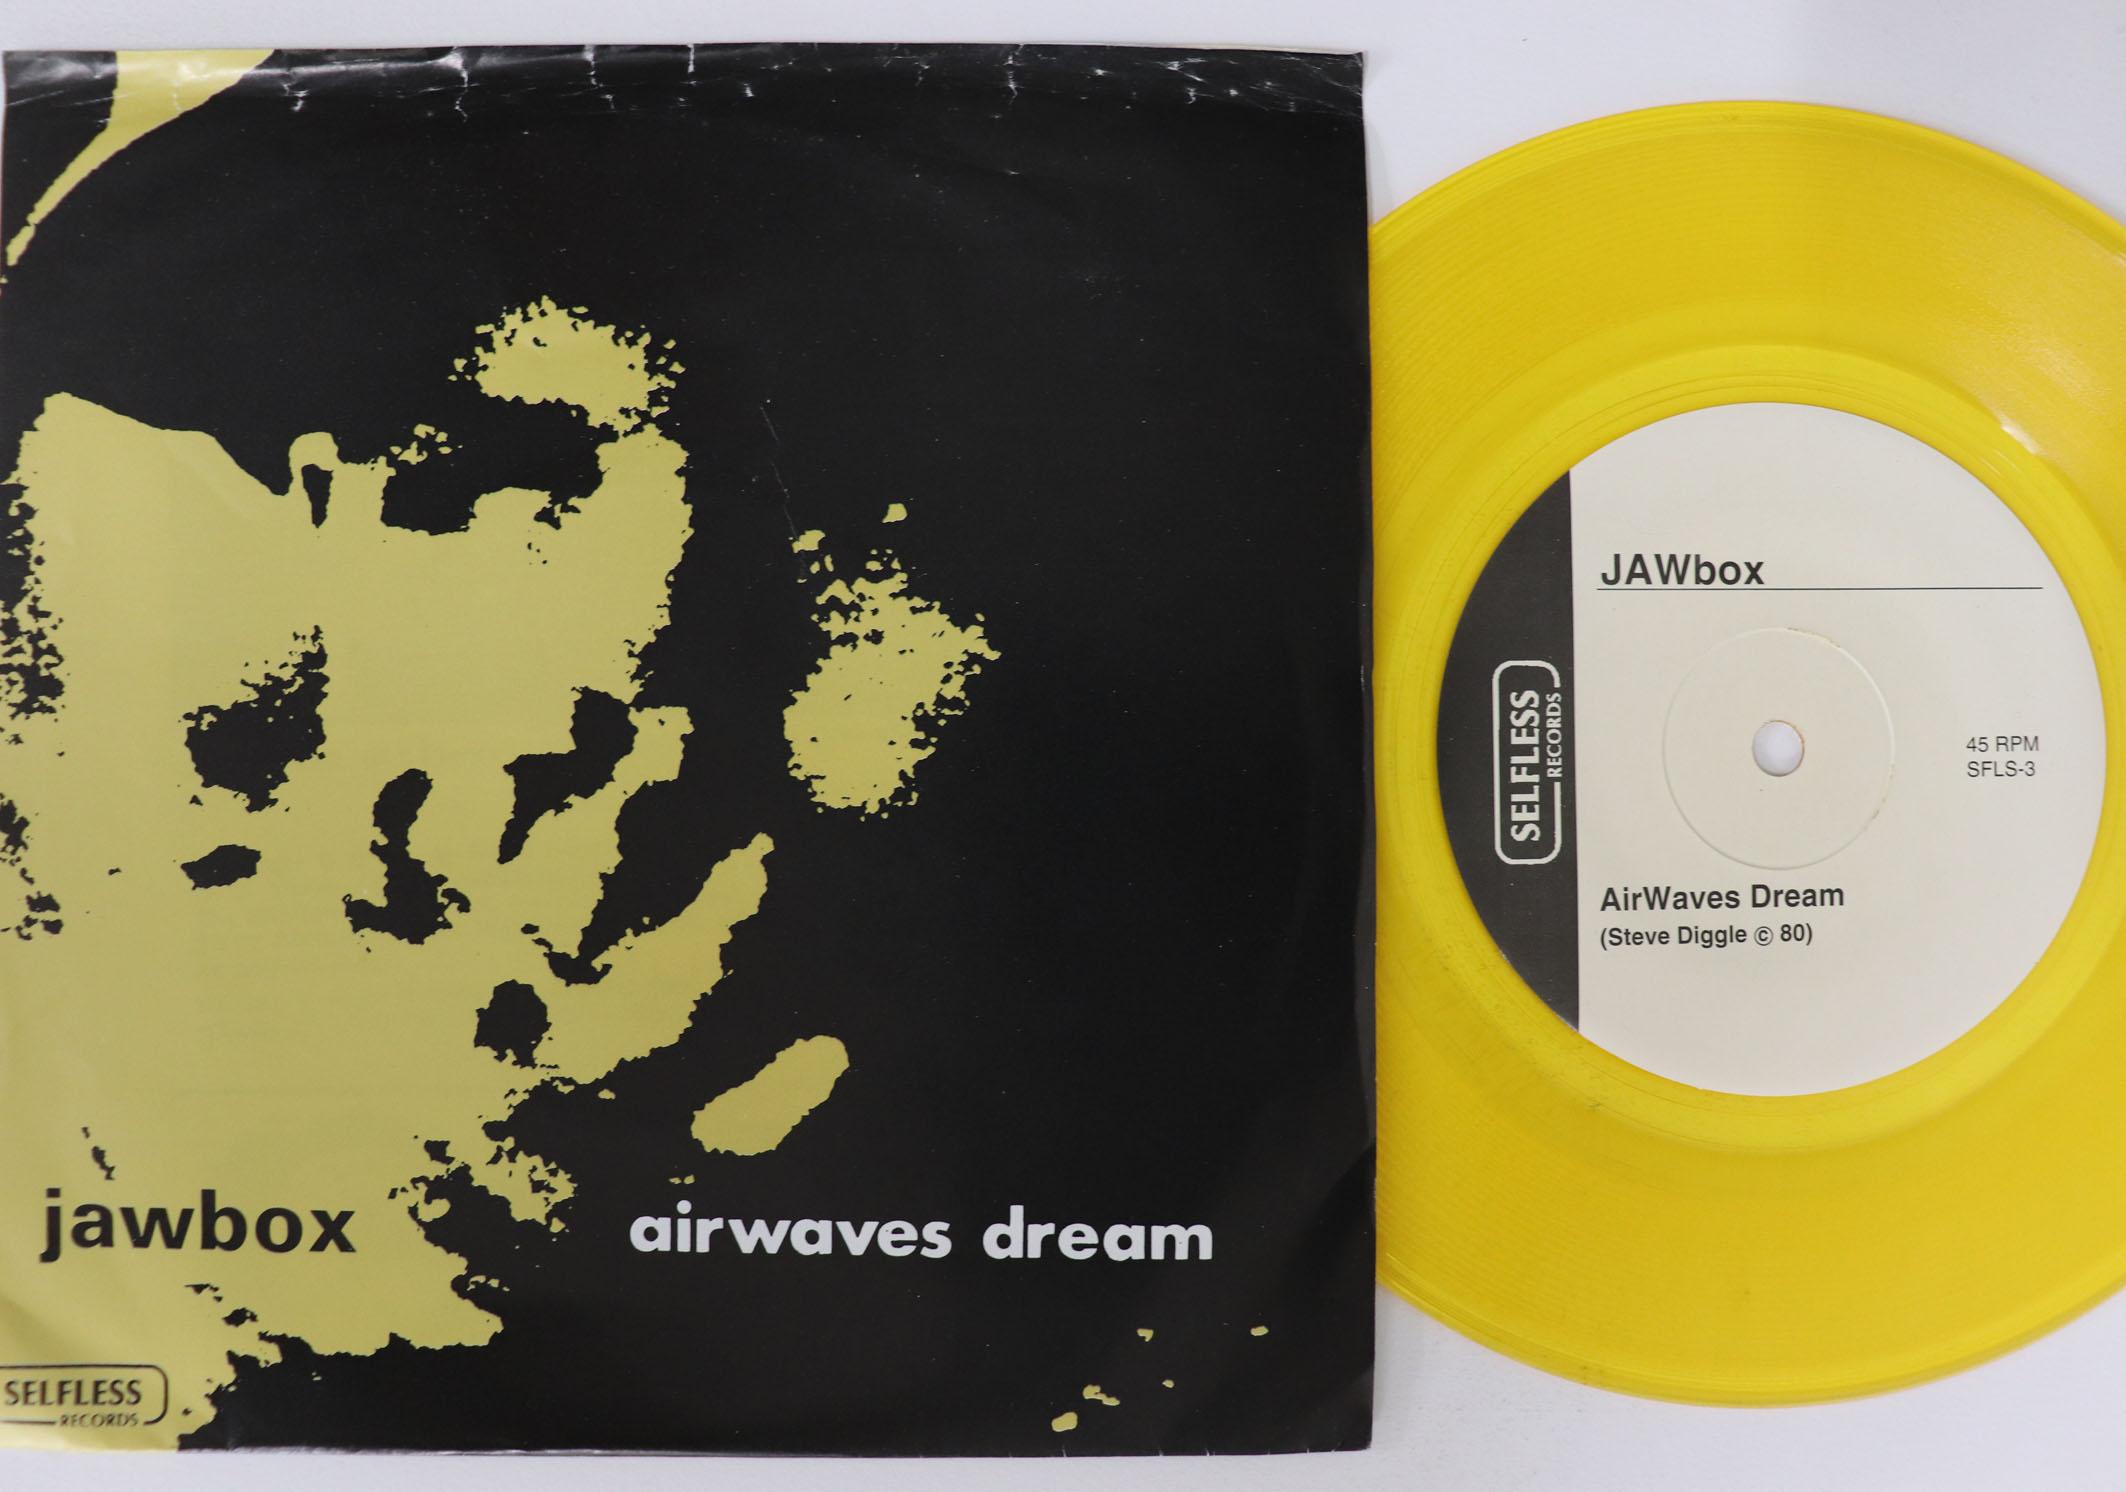 jawbox
airwaves dream
SELFLESS
RECORDS
JAWbox
SELFLESS
RECORDS
45 RPM
SFLS-3
AirWaves Dream
(Steve Diggle © 80)